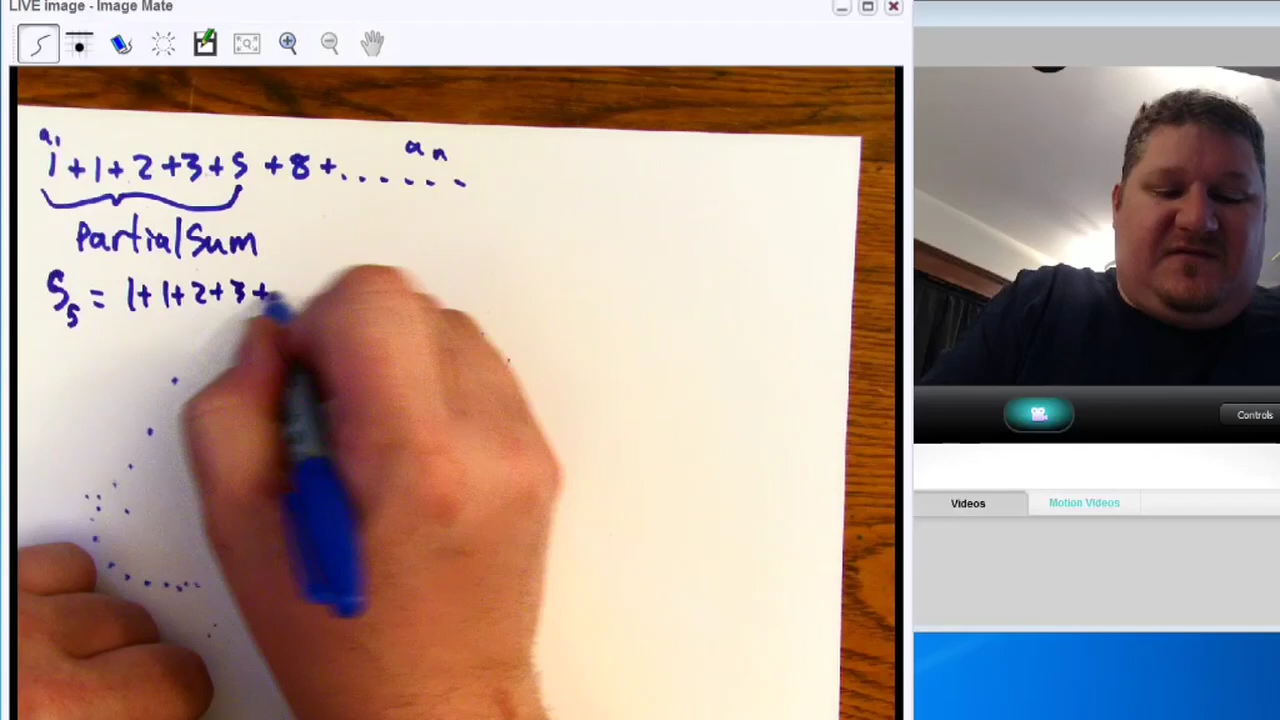 LIVE image - Image Mate
a₁ aₙ
1 + 1 + 2 + 3 + 5 + 8 + . . . . . .
Partial Sum
S₅ = 1 + 1 + 2 + 3 +
Controls
Videos Motion Videos